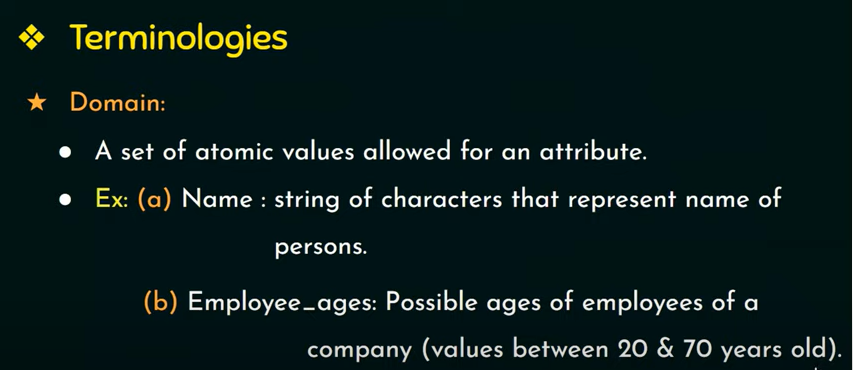 ❖ Terminologies
★ Domain:
● A set of atomic values allowed for an attribute.
● Ex: (a) Name : string of characters that represent name of
persons.
(b) Employee_ages: Possible ages of employees of a
company (values between 20 & 70 years old).